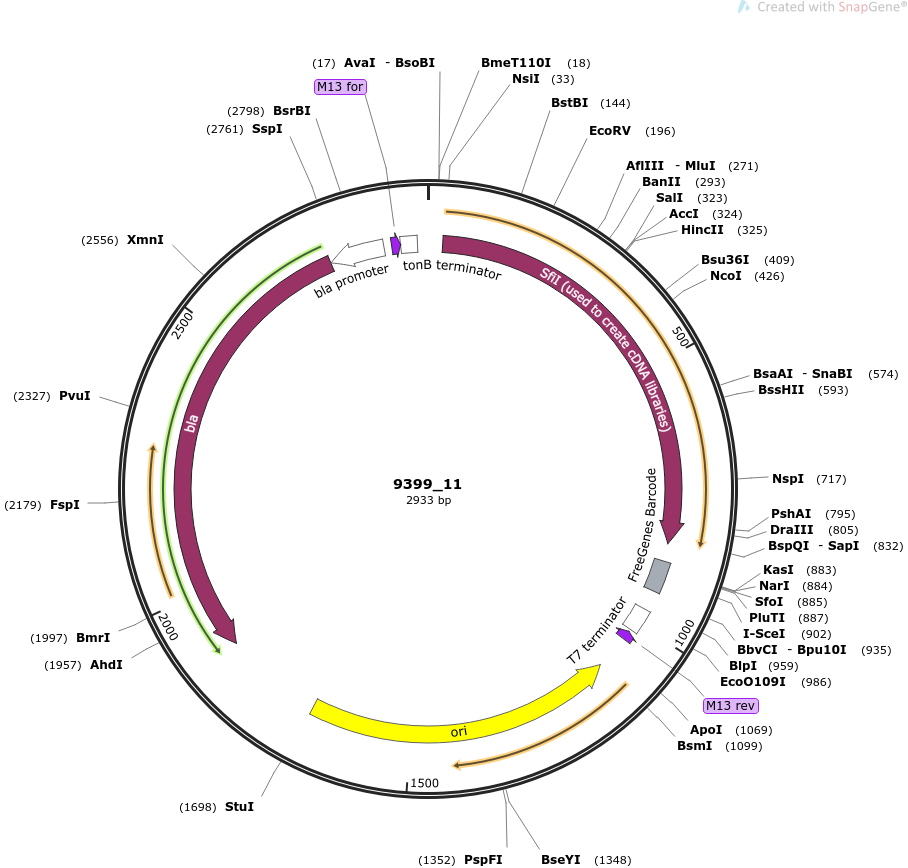 Created with SnapGene®
(17) AvaI - BsoBI
BmeT110I (18)
M13 for
NsiI (33)
(2798) BsrBI
BstBI (144)
(2761) SspI
EcoRV (196)
AflIII - MluI (271)
BanII (293)
SalI (323)
AccI (324)
HincII (325)
(2556) XmnI
Bsu36I (409)
NcoI (426)
bla promoter
tonB terminator
SfiI (used to create cDNA libraries)
2500
500
BsaAI - SnaBI (574)
BssHII (593)
(2327) PvuI
bla
9399_11
2933 bp
NspI (717)
(2179) FspI
PshAI (795)
DraIII (805)
BspQI - SapI (832)
FreeGenes Barcode
KasI (883)
NarI (884)
SfoI (885)
PluTI (887)
I-SceI (902)
BbvCI - Bpu10I (935)
BlpI (959)
EcoO109I (986)
2000
(1997) BmrI
(1957) AhdI
T7 terminator
1000
M13 rev
ApoI (1069)
BsmI (1099)
ori
1500
(1698) StuI
(1352) PspFI
BseYI (1348)